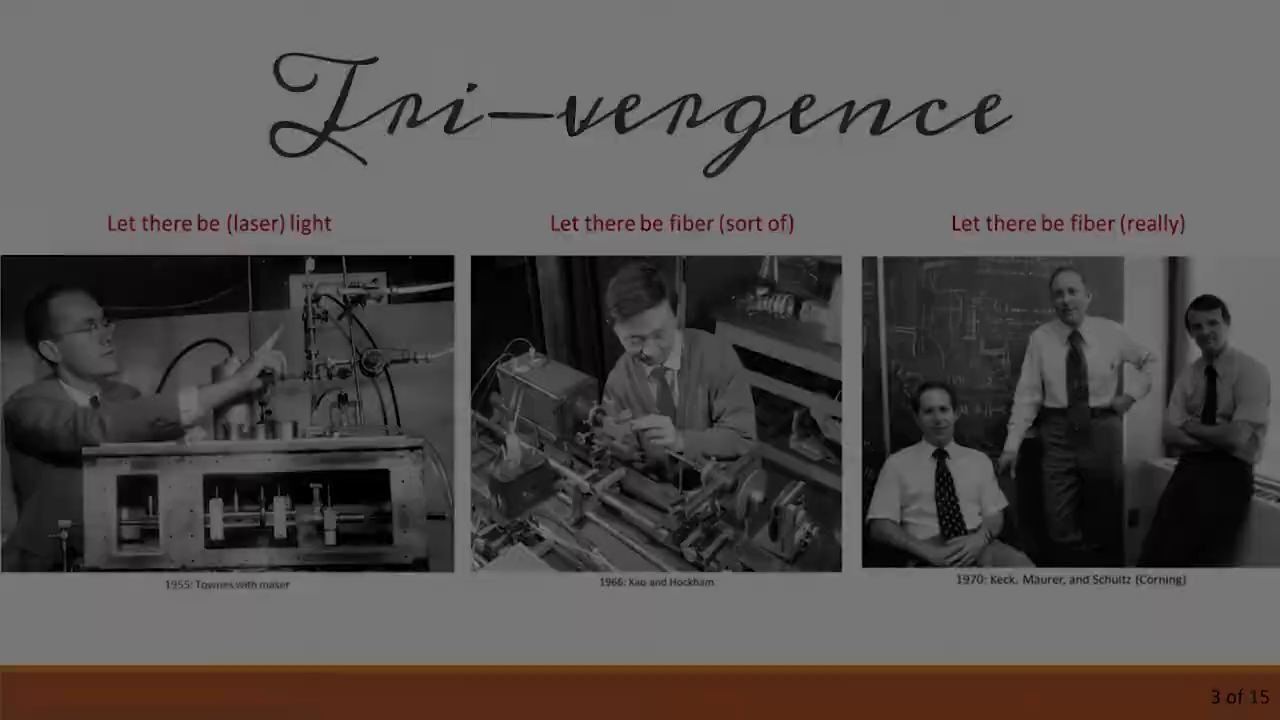 Tri-vergence
Let there be (laser) light
Let there be fiber (sort of)
Let there be fiber (really)
1955: Townes with maser
1966: Kao and Hockham
1970: Keck, Maurer, and Schultz (Corning)
3 of 15